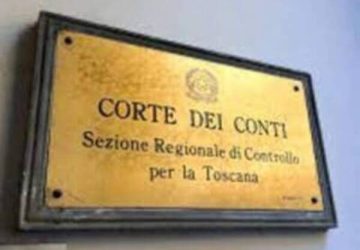 CORTE DEI CONTI
Sezione Regionale di Controllo
per la Toscana